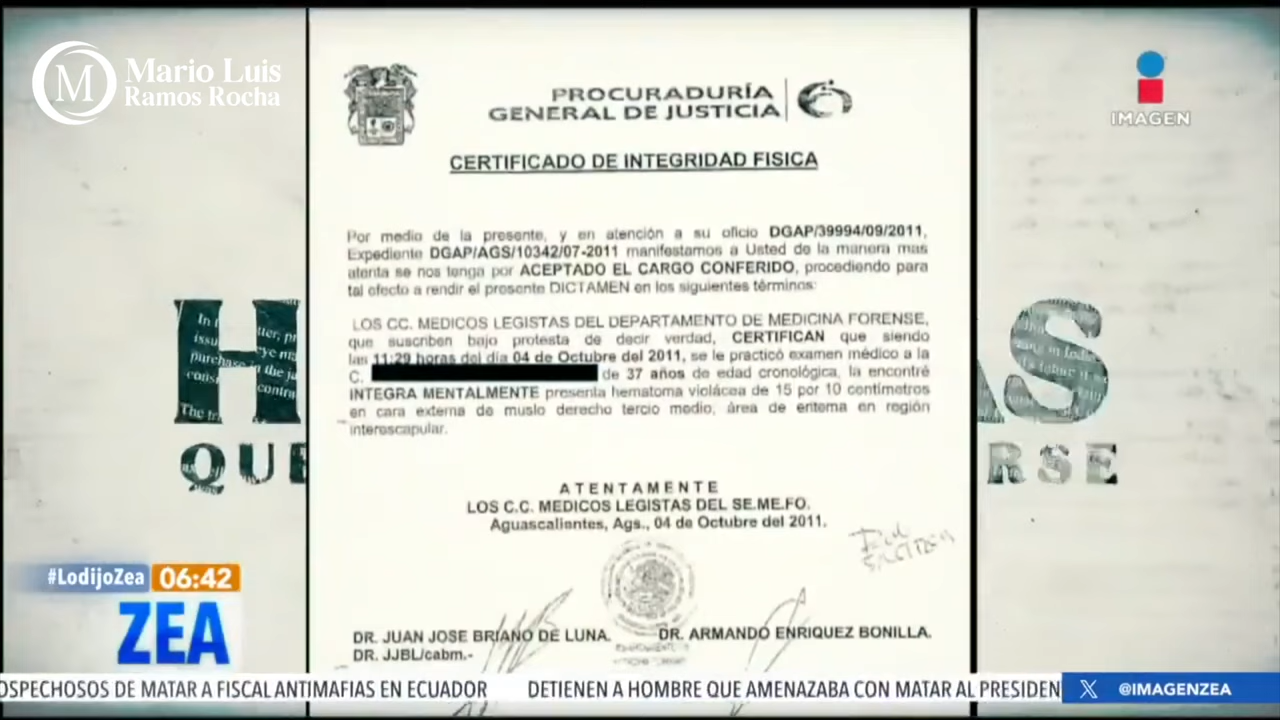 Mario Luis
Ramos Rocha
M
IMAGEN
PROCURADURÍA
GENERAL DE JUSTICIA
CERTIFICADO DE INTEGRIDAD FISICA
Por medio de la presente, y en atención a su oficio DGAP/39994/09/2011,
Expediente DGAP/AGS/10342/07-2011 manifestamos a Usted de la manera mas
atenta se nos tenga por ACEPTADO EL CARGO CONFERIDO, procediendo para
tal efecto a rendir el presente DICTAMEN en los siguientes términos:
LOS CC. MEDICOS LEGISTAS DEL DEPARTAMENTO DE MEDICINA FORENSE,
que suscriben bajo protesta de decir verdad, CERTIFICAN que siendo
las 11:29 horas del día 04 de Octubre del 2011, se le practicó examen médico a la
C. de 37 años de edad cronológica, la encontré
INTEGRA MENTALMENTE presenta hematoma violácea de 15 por 10 centímetros
en cara externa de muslo derecho tercio medio, área de eritema en región
interescapular.
ATENTAMENTE
LOS C.C. MEDICOS LEGISTAS DEL SE.ME.FO.
Aguascalientes, Ags., 04 de Octubre del 2011.
DR. JUAN JOSE BRIANO DE LUNA. DR. ARMANDO ENRIQUEZ BONILLA.
DR. JJBL/cabm.-
H AS
QUE RSE
#LodijoZea 06:42
ZEA
OSPECHOSOS DE MATAR A FISCAL ANTIMAFIAS EN ECUADOR DETIENEN A HOMBRE QUE AMENAZABA CON MATAR AL PRESIDEN
X @IMAGENZEA